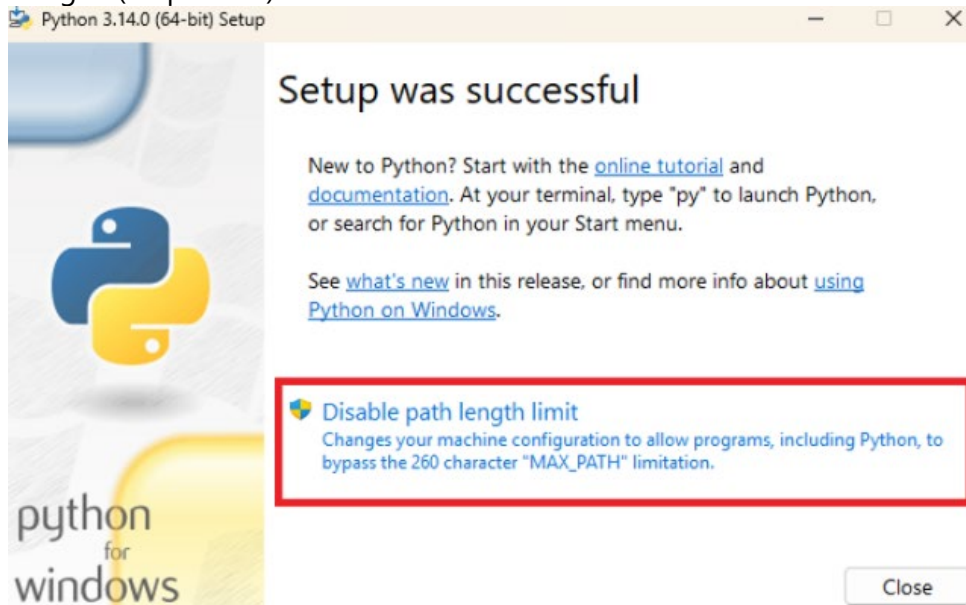 Python 3.14.0 (64-bit) Setup
Setup was successful
New to Python? Start with the online tutorial and
documentation. At your terminal, type "py" to launch Python,
or search for Python in your Start menu.
See what's new in this release, or find more info about using
Python on Windows.
Disable path length limit
Changes your machine configuration to allow programs, including Python, to
bypass the 260 character "MAX_PATH" limitation.
python
for
windows
Close